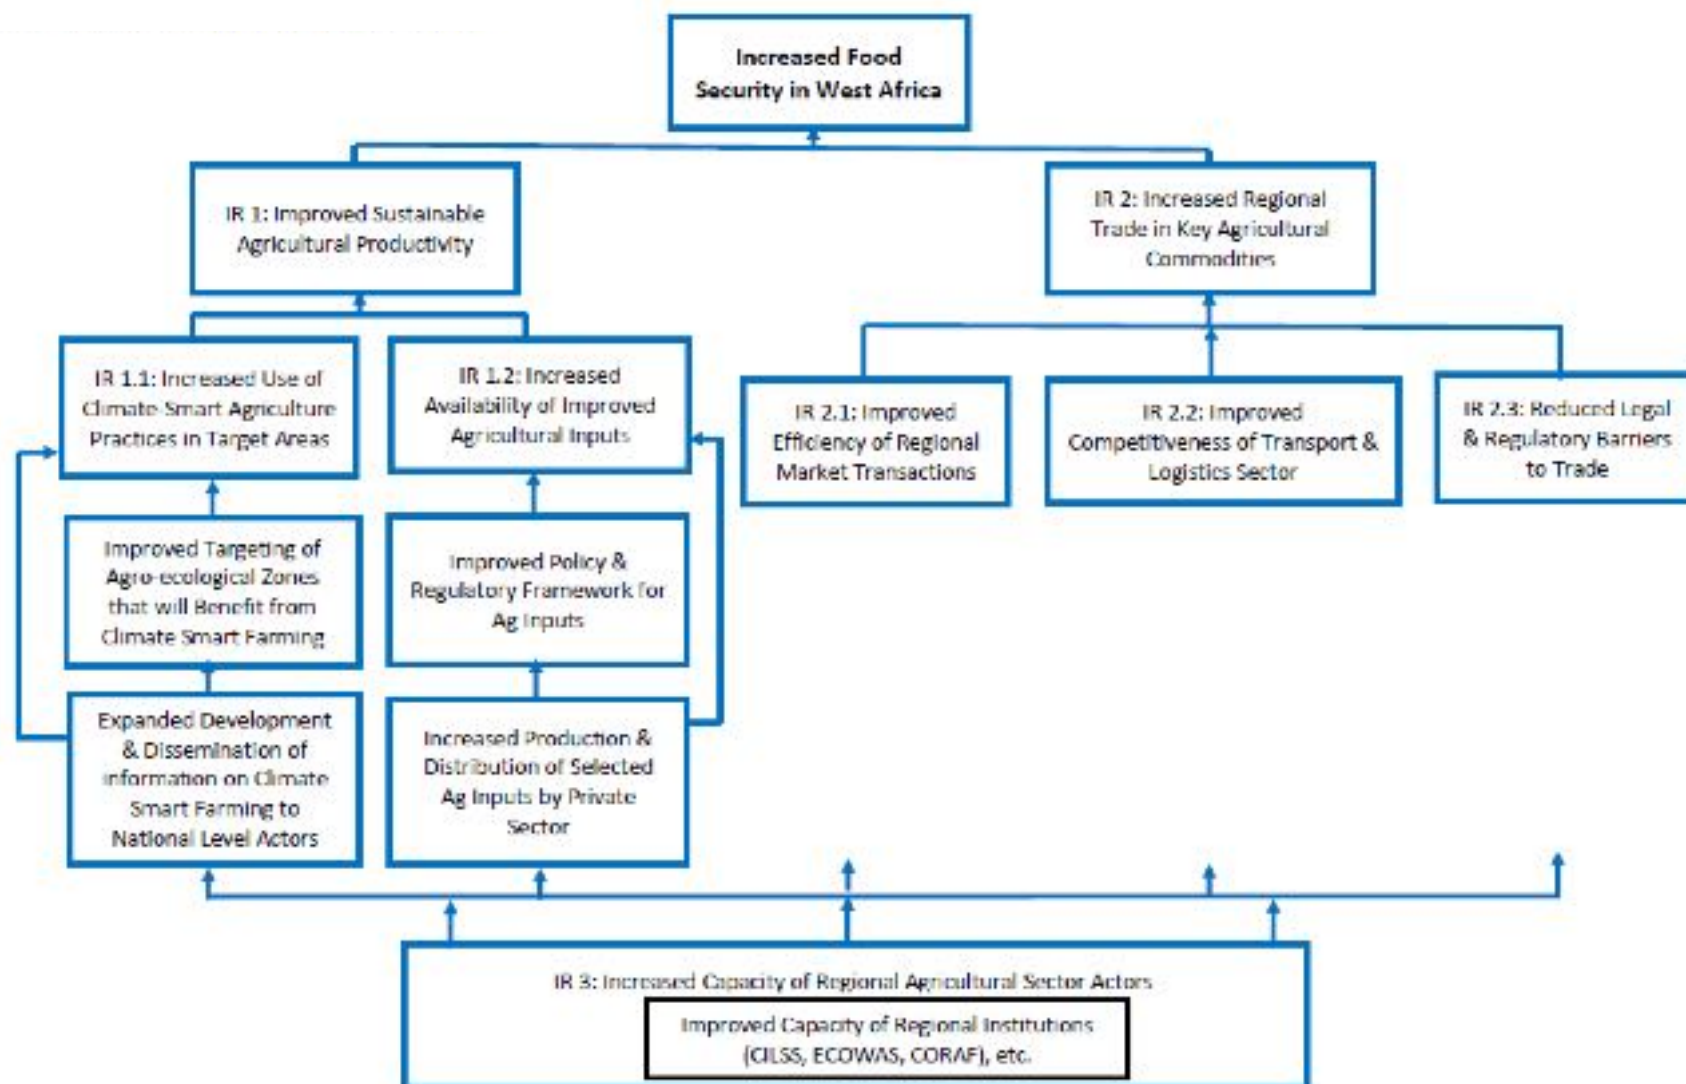 Increased Food
Security in West Africa
IR 1: Improved Sustainable
Agricultural Productivity
IR 2: Increased Regional
Trade in Key Agricultural
Commodities
IR 1.1: Increased Use of
Climate-Smart Agriculture
Practices in Target Areas
IR 1.2: Increased
Availability of Improved
Agricultural Inputs
IR 2.1: Improved
Efficiency of Regional
Market Transactions
IR 2.2: Improved
Competitiveness of Transport &
Logistics Sector
IR 2.3: Reduced Legal
& Regulatory Barriers
to Trade
Improved Targeting of
Agro-ecological Zones
that will Benefit from
Climate Smart Farming
Improved Policy &
Regulatory Framework for
Ag Inputs
Expanded Development
& Dissemination of
information on Climate
Smart Farming to
National Level Actors
Increased Production &
Distribution of Selected
Ag Inputs by Private
Sector
IR 3: Increased Capacity of Regional Agricultural Sector Actors
Improved Capacity of Regional Institutions
(CILSS, ECOWAS, CORAF), etc.